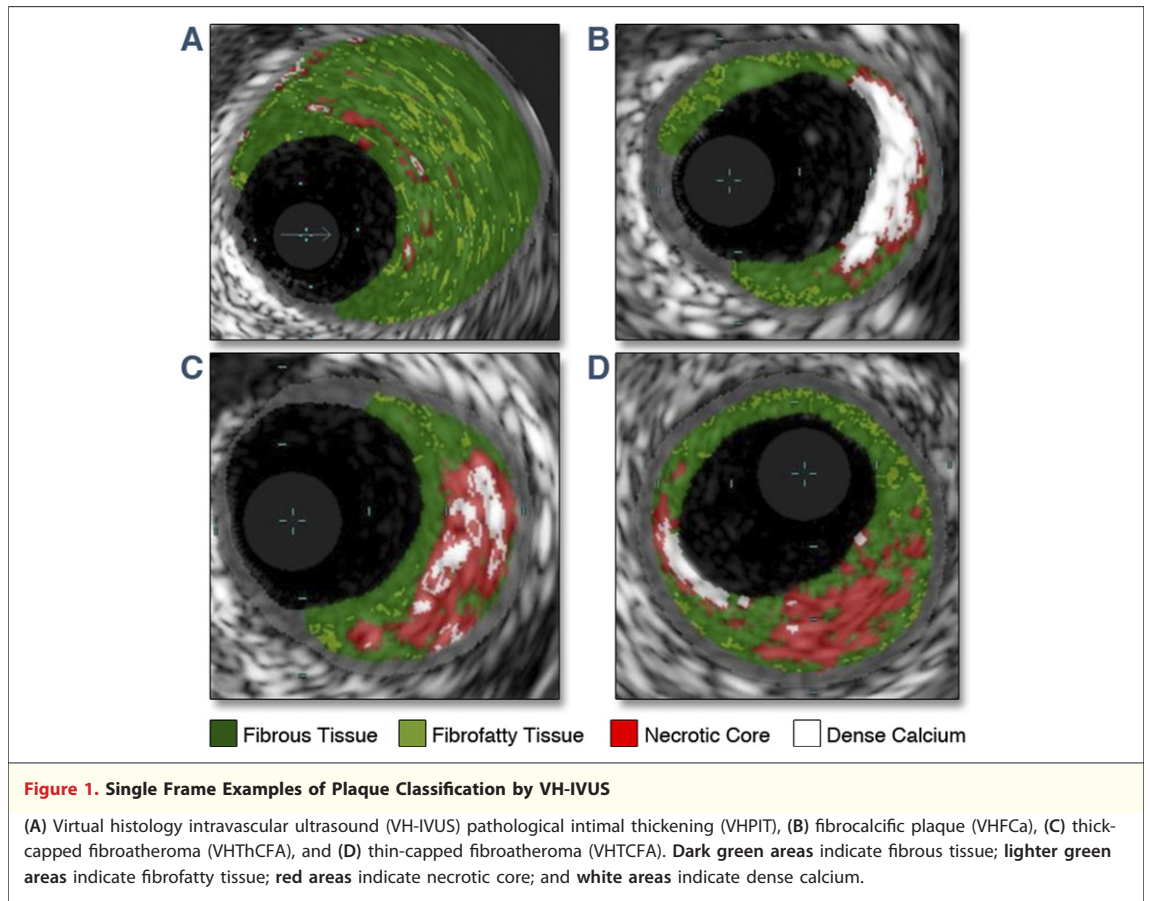 A
B
C
D
Fibrous Tissue Fibrofatty Tissue Necrotic Core Dense Calcium
Figure 1. Single Frame Examples of Plaque Classification by VH-IVUS
(A) Virtual histology intravascular ultrasound (VH-IVUS) pathological intimal thickening (VHPIT), (B) fibrocalcific plaque (VHFCa), (C) thick-
capped fibroatheroma (VHThCFA), and (D) thin-capped fibroatheroma (VHTCFA). Dark green areas indicate fibrous tissue; lighter green
areas indicate fibrofatty tissue; red areas indicate necrotic core; and white areas indicate dense calcium.